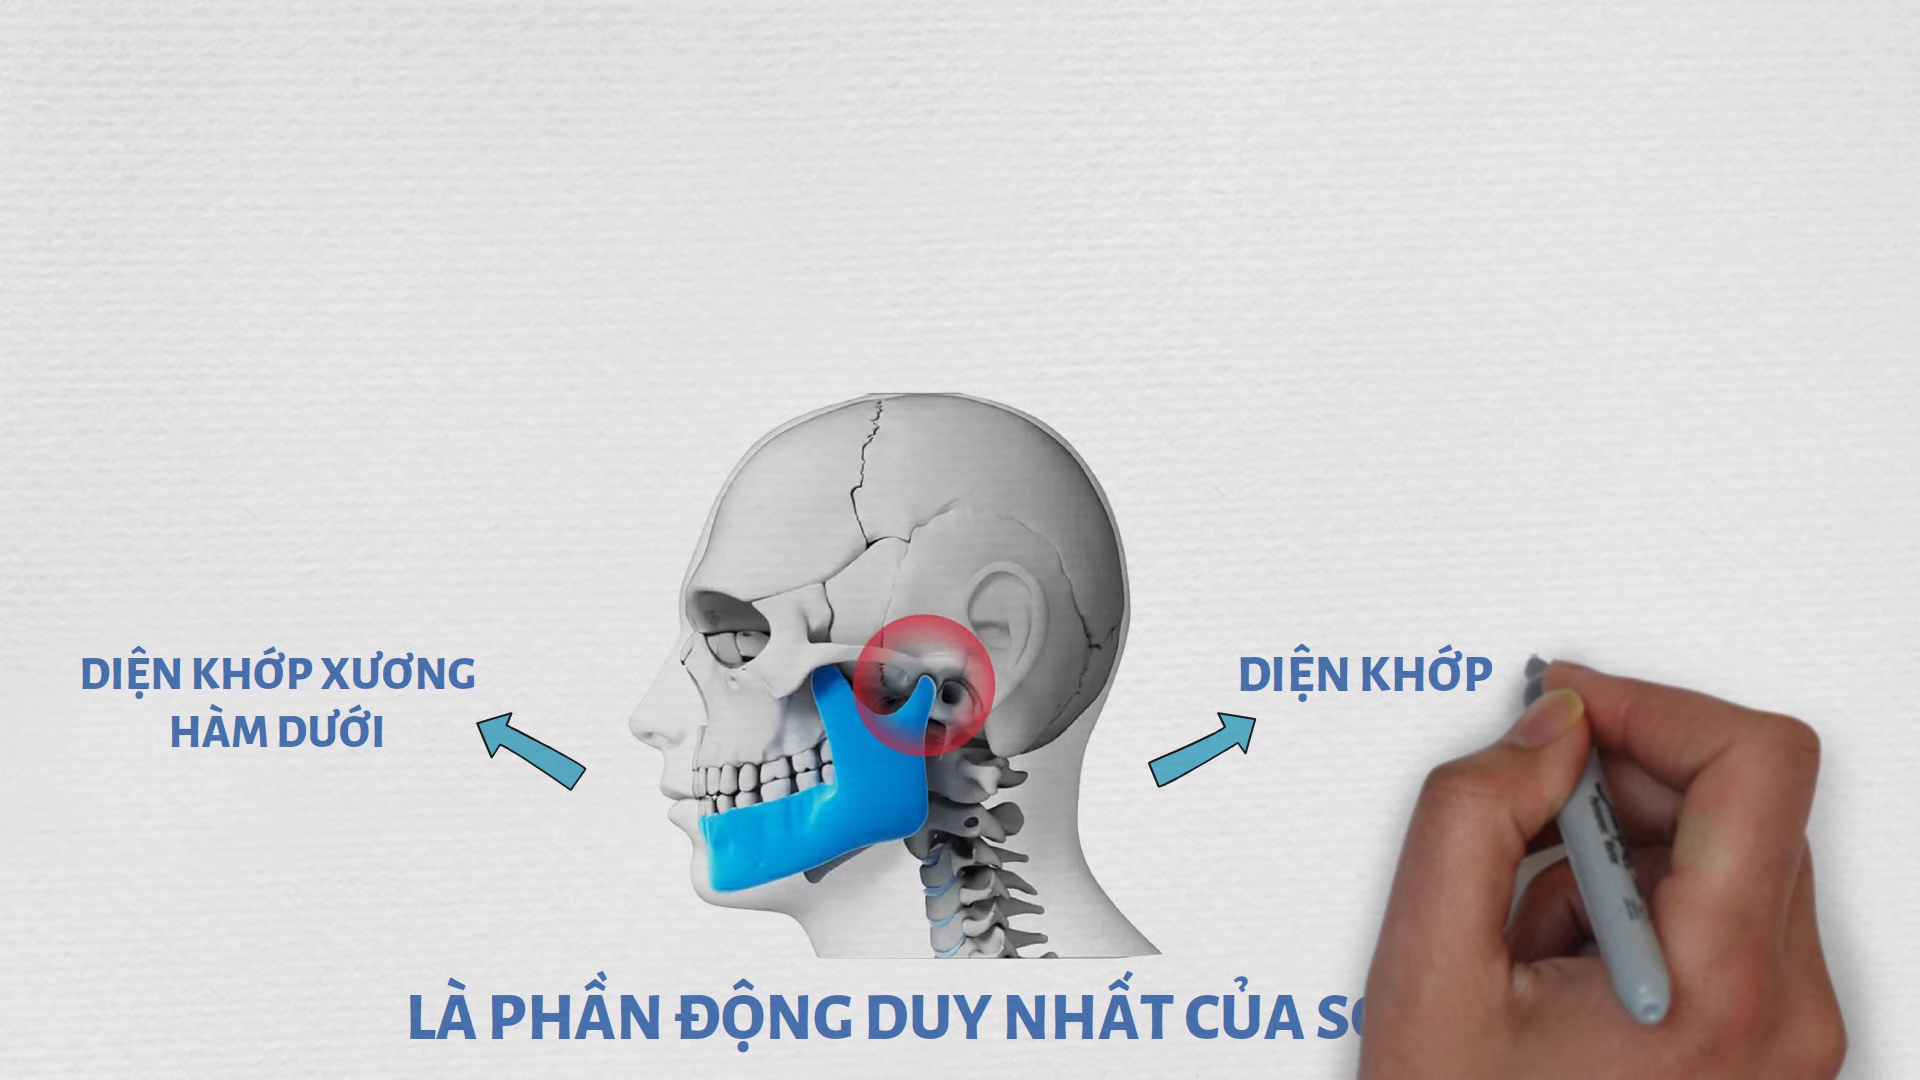 DIỆN KHỚP XƯƠNG
HÀM DƯỚI
DIỆN KHỚP
LÀ PHẦN ĐỘNG DUY NHẤT CỦA